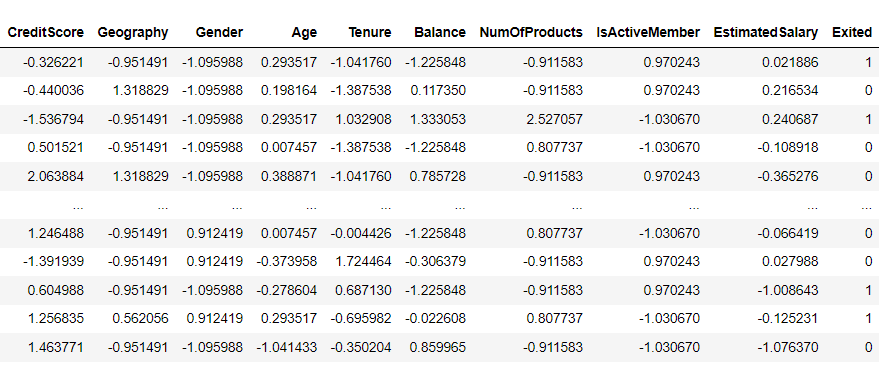 CreditScore Geography Gender Age Tenure Balance NumOfProducts IsActiveMember EstimatedSalary Exited
-0.326221 -0.951491 -1.095988 0.293517 -1.041760 -1.225848 -0.911583 0.970243 0.021886 1
-0.440036 1.318829 -1.095988 0.198164 -1.387538 0.117350 -0.911583 0.970243 0.216534 0
-1.536794 -0.951491 -1.095988 0.293517 1.032908 1.333053 2.527057 -1.030670 0.240687 1
0.501521 -0.951491 -1.095988 0.007457 -1.387538 -1.225848 0.807737 -1.030670 -0.108918 0
2.063884 1.318829 -1.095988 0.388871 -1.041760 0.785728 -0.911583 0.970243 -0.365276 0
... ... ... ... ... ... ... ... ... ...
1.246488 -0.951491 0.912419 0.007457 -0.004426 -1.225848 0.807737 -1.030670 -0.066419 0
-1.391939 -0.951491 0.912419 -0.373958 1.724464 -0.306379 -0.911583 0.970243 0.027988 0
0.604988 -0.951491 -1.095988 -0.278604 0.687130 -1.225848 -0.911583 0.970243 -1.008643 1
1.256835 0.562056 0.912419 0.293517 -0.695982 -0.022608 0.807737 -1.030670 -0.125231 1
1.463771 -0.951491 -1.095988 -1.041433 -0.350204 0.859965 -0.911583 -1.030670 -1.076370 0